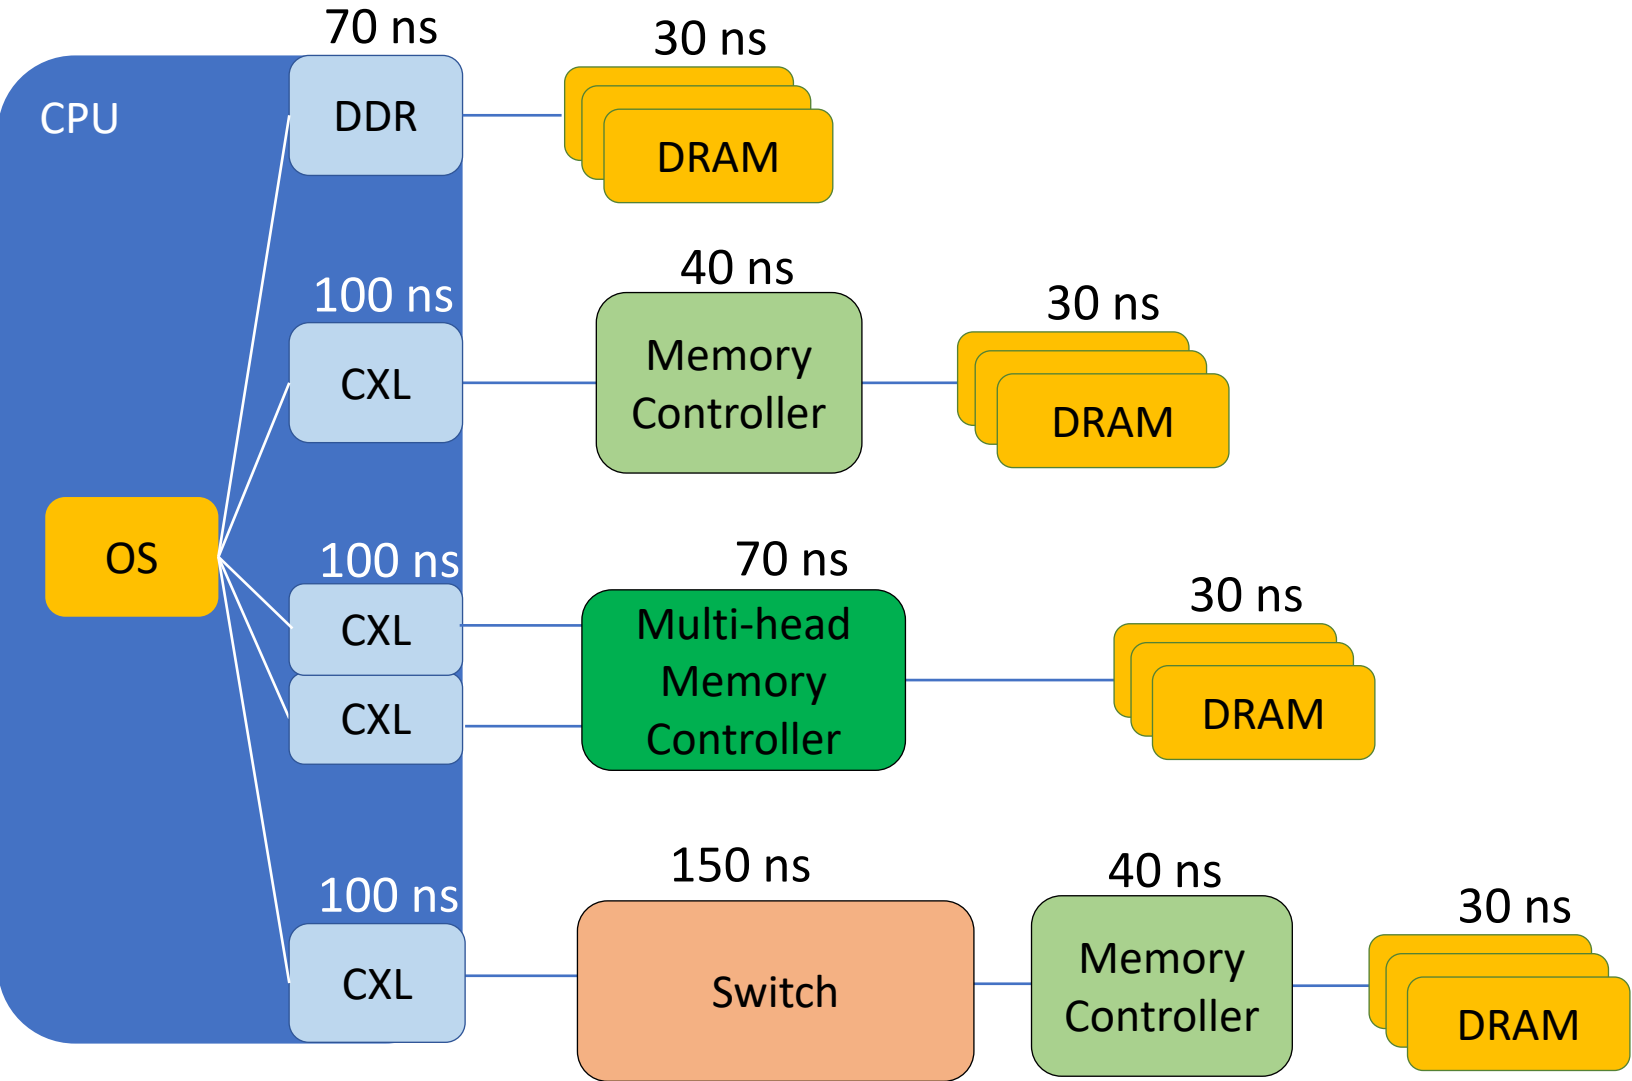 70 ns
30 ns
CPU
DDR
DRAM
100 ns
40 ns
30 ns
CXL
Memory
Controller
DRAM
OS
100 ns
70 ns
30 ns
CXL
CXL
Multi-head
Memory
Controller
DRAM
100 ns
150 ns
40 ns
30 ns
CXL
Switch
Memory
Controller
DRAM